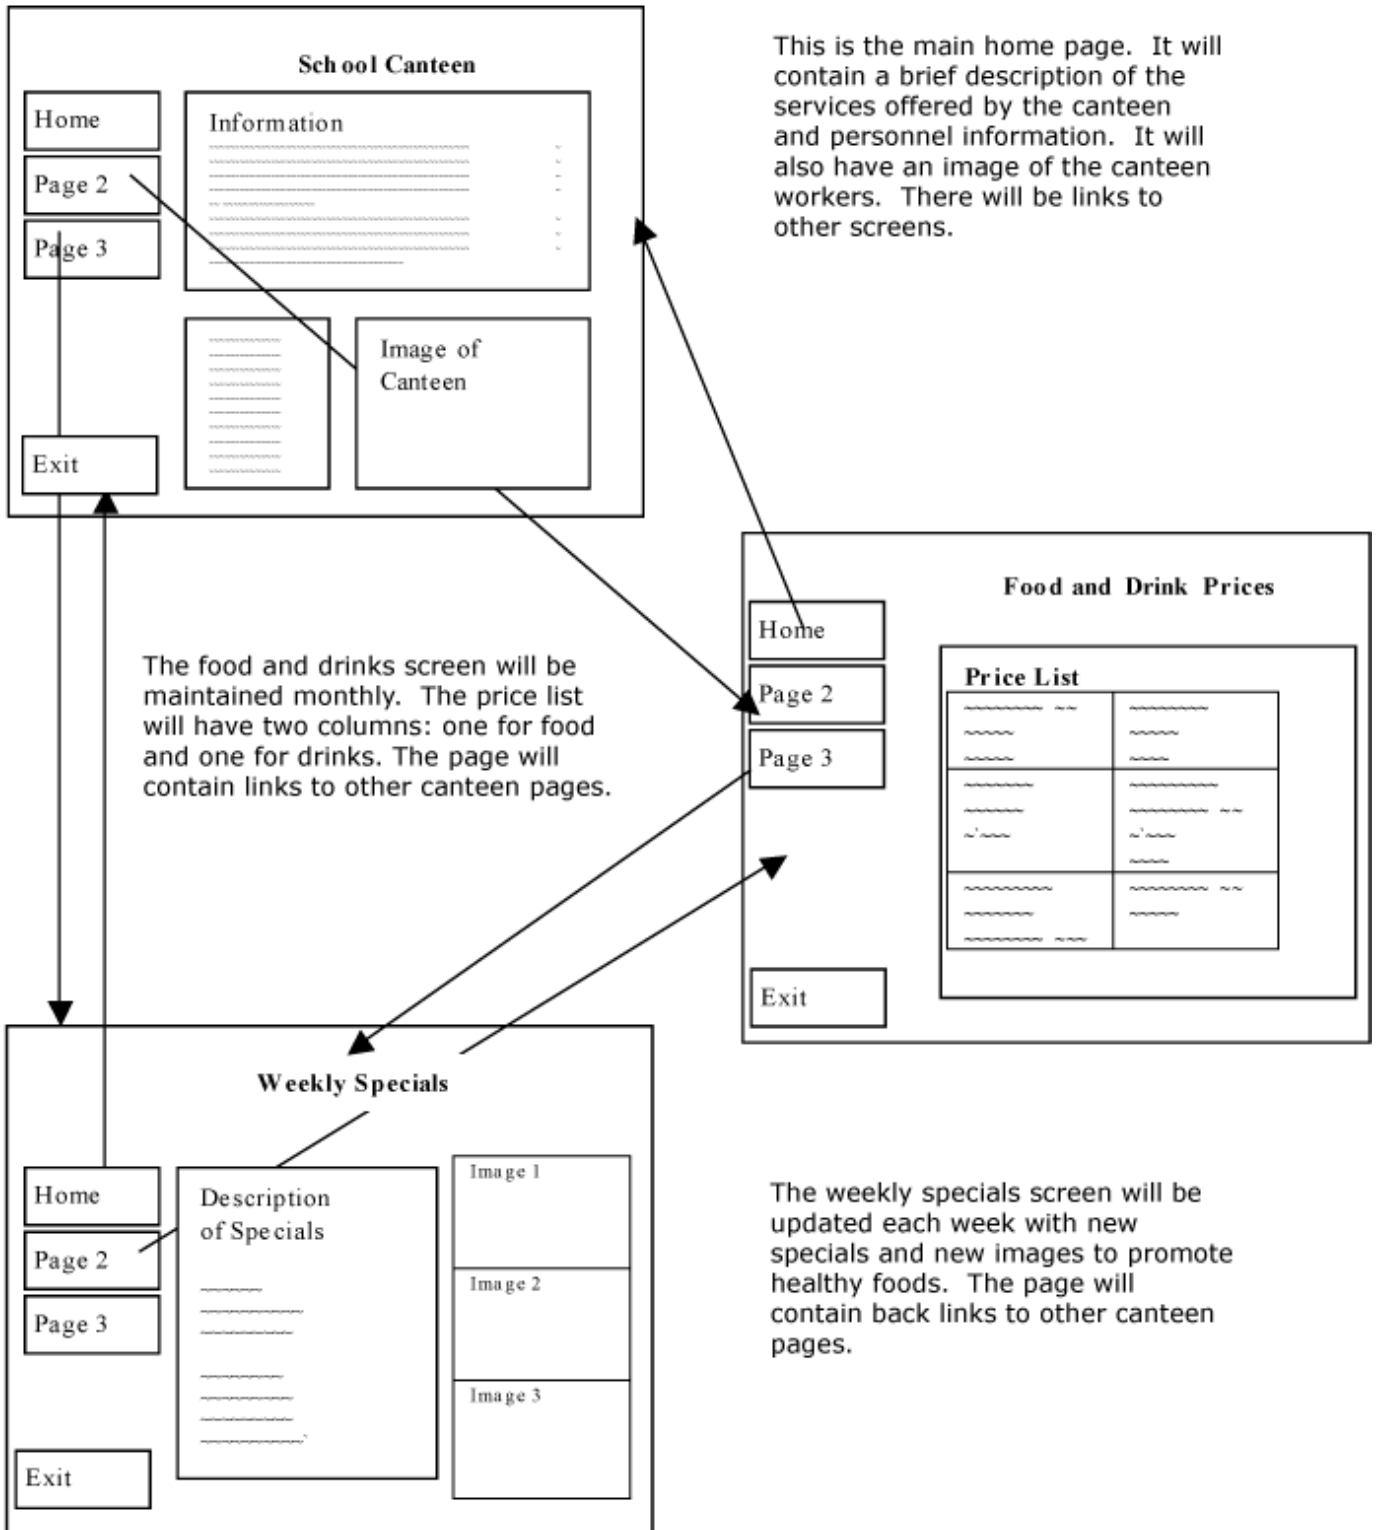 School Canteen
Home
Page 2
Page 3
Exit
Information
Image of
Canteen
This is the main home page. It will
contain a brief description of the
services offered by the canteen
and personnel information. It will
also have an image of the canteen
workers. There will be links to
other screens.
The food and drinks screen will be
maintained monthly. The price list
will have two columns: one for food
and one for drinks. The page will
contain links to other canteen pages.
Food and Drink Prices
Home
Page 2
Page 3
Exit
Price List
Weekly Specials
Home
Page 2
Page 3
Exit
Description
of Specials
Image 1
Image 2
Image 3
The weekly specials screen will be
updated each week with new
specials and new images to promote
healthy foods. The page will
contain back links to other canteen
pages.